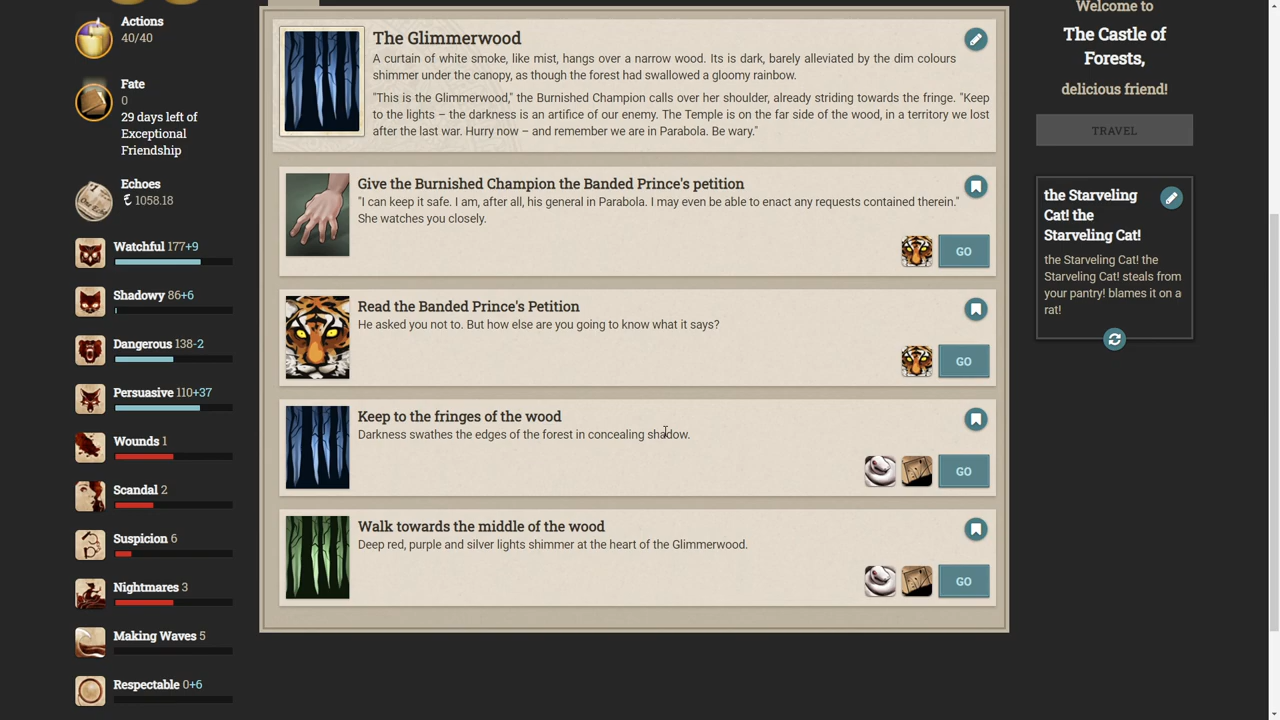 Actions
40/40
Fate
0
29 days left of
Exceptional
Friendship
Echoes
1058.18
Watchful 177+9
Shadowy 86+6
Dangerous 138-2
Persuasive 110+37
Wounds 1
Scandal 2
Suspicion 6
Nightmares 3
Making Waves 5
Respectable 0+6
The Glimmerwood
A curtain of white smoke, like mist, hangs over a narrow wood. Its is dark, barely alleviated by the dim colours
shimmer under the canopy, as though the forest had swallowed a gloomy rainbow.
"This is the Glimmerwood," the Burnished Champion calls over her shoulder, already striding towards the fringe. "Keep
to the lights – the darkness is an artifice of our enemy. The Temple is on the far side of the wood, in a territory we lost
after the last war. Hurry now – and remember we are in Parabola. Be wary."
Give the Burnished Champion the Banded Prince's petition
"I can keep it safe. I am, after all, his general in Parabola. I may even be able to enact any requests contained therein."
She watches you closely.
GO
Read the Banded Prince's Petition
He asked you not to. But how else are you going to know what it says?
GO
Keep to the fringes of the wood
Darkness swathes the edges of the forest in concealing shadow.
GO
Walk towards the middle of the wood
Deep red, purple and silver lights shimmer at the heart of the Glimmerwood.
GO
Welcome to
The Castle of
Forests,
delicious friend!
TRAVEL
the Starveling
Cat! the
Starveling Cat!
the Starveling Cat! the
Starveling Cat! steals from
your pantry! blames it on a
rat!